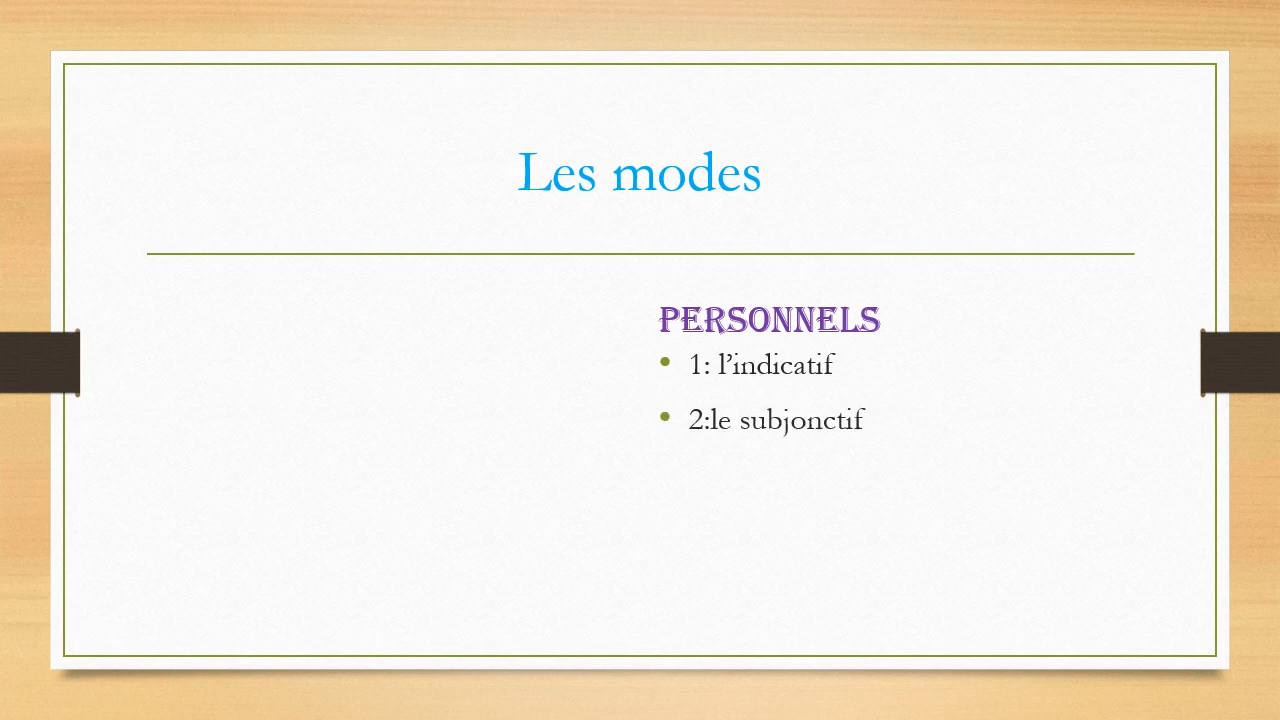 Les modes
PERSONNELS
• 1: l’indicatif
• 2:le subjonctif